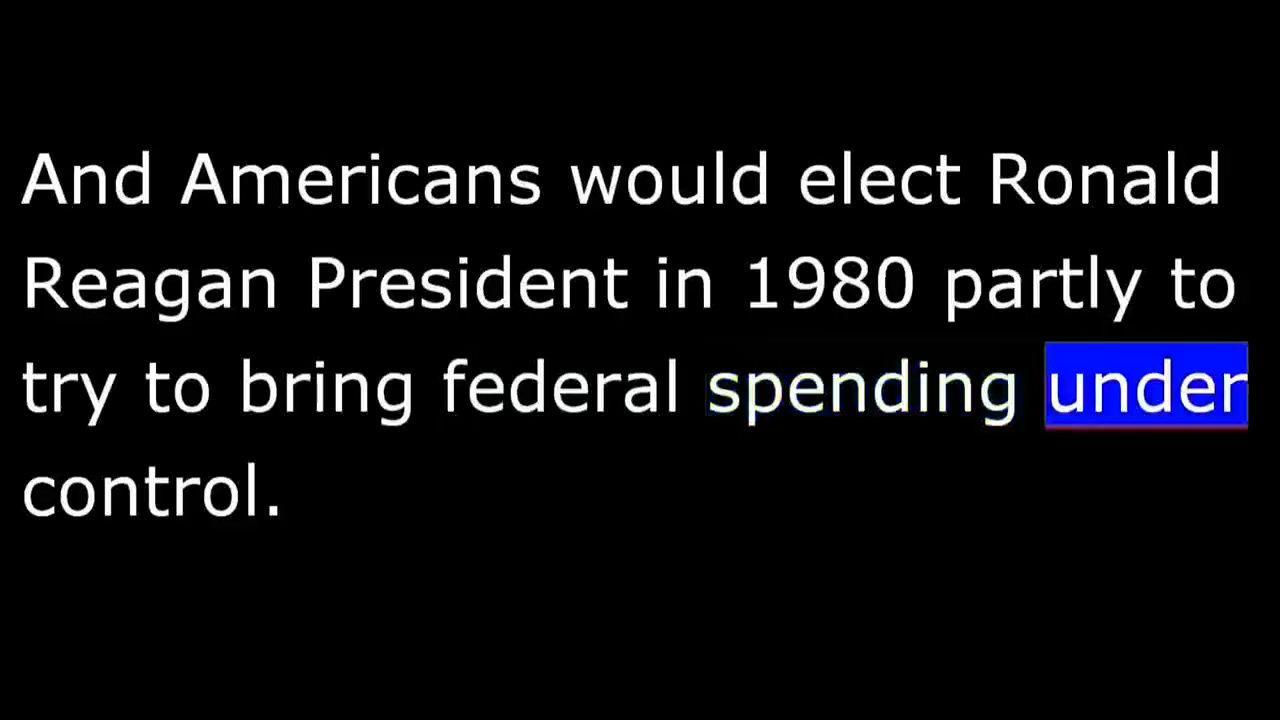 And Americans would elect Ronald
Reagan President in 1980 partly to
try to bring federal spending under
control.